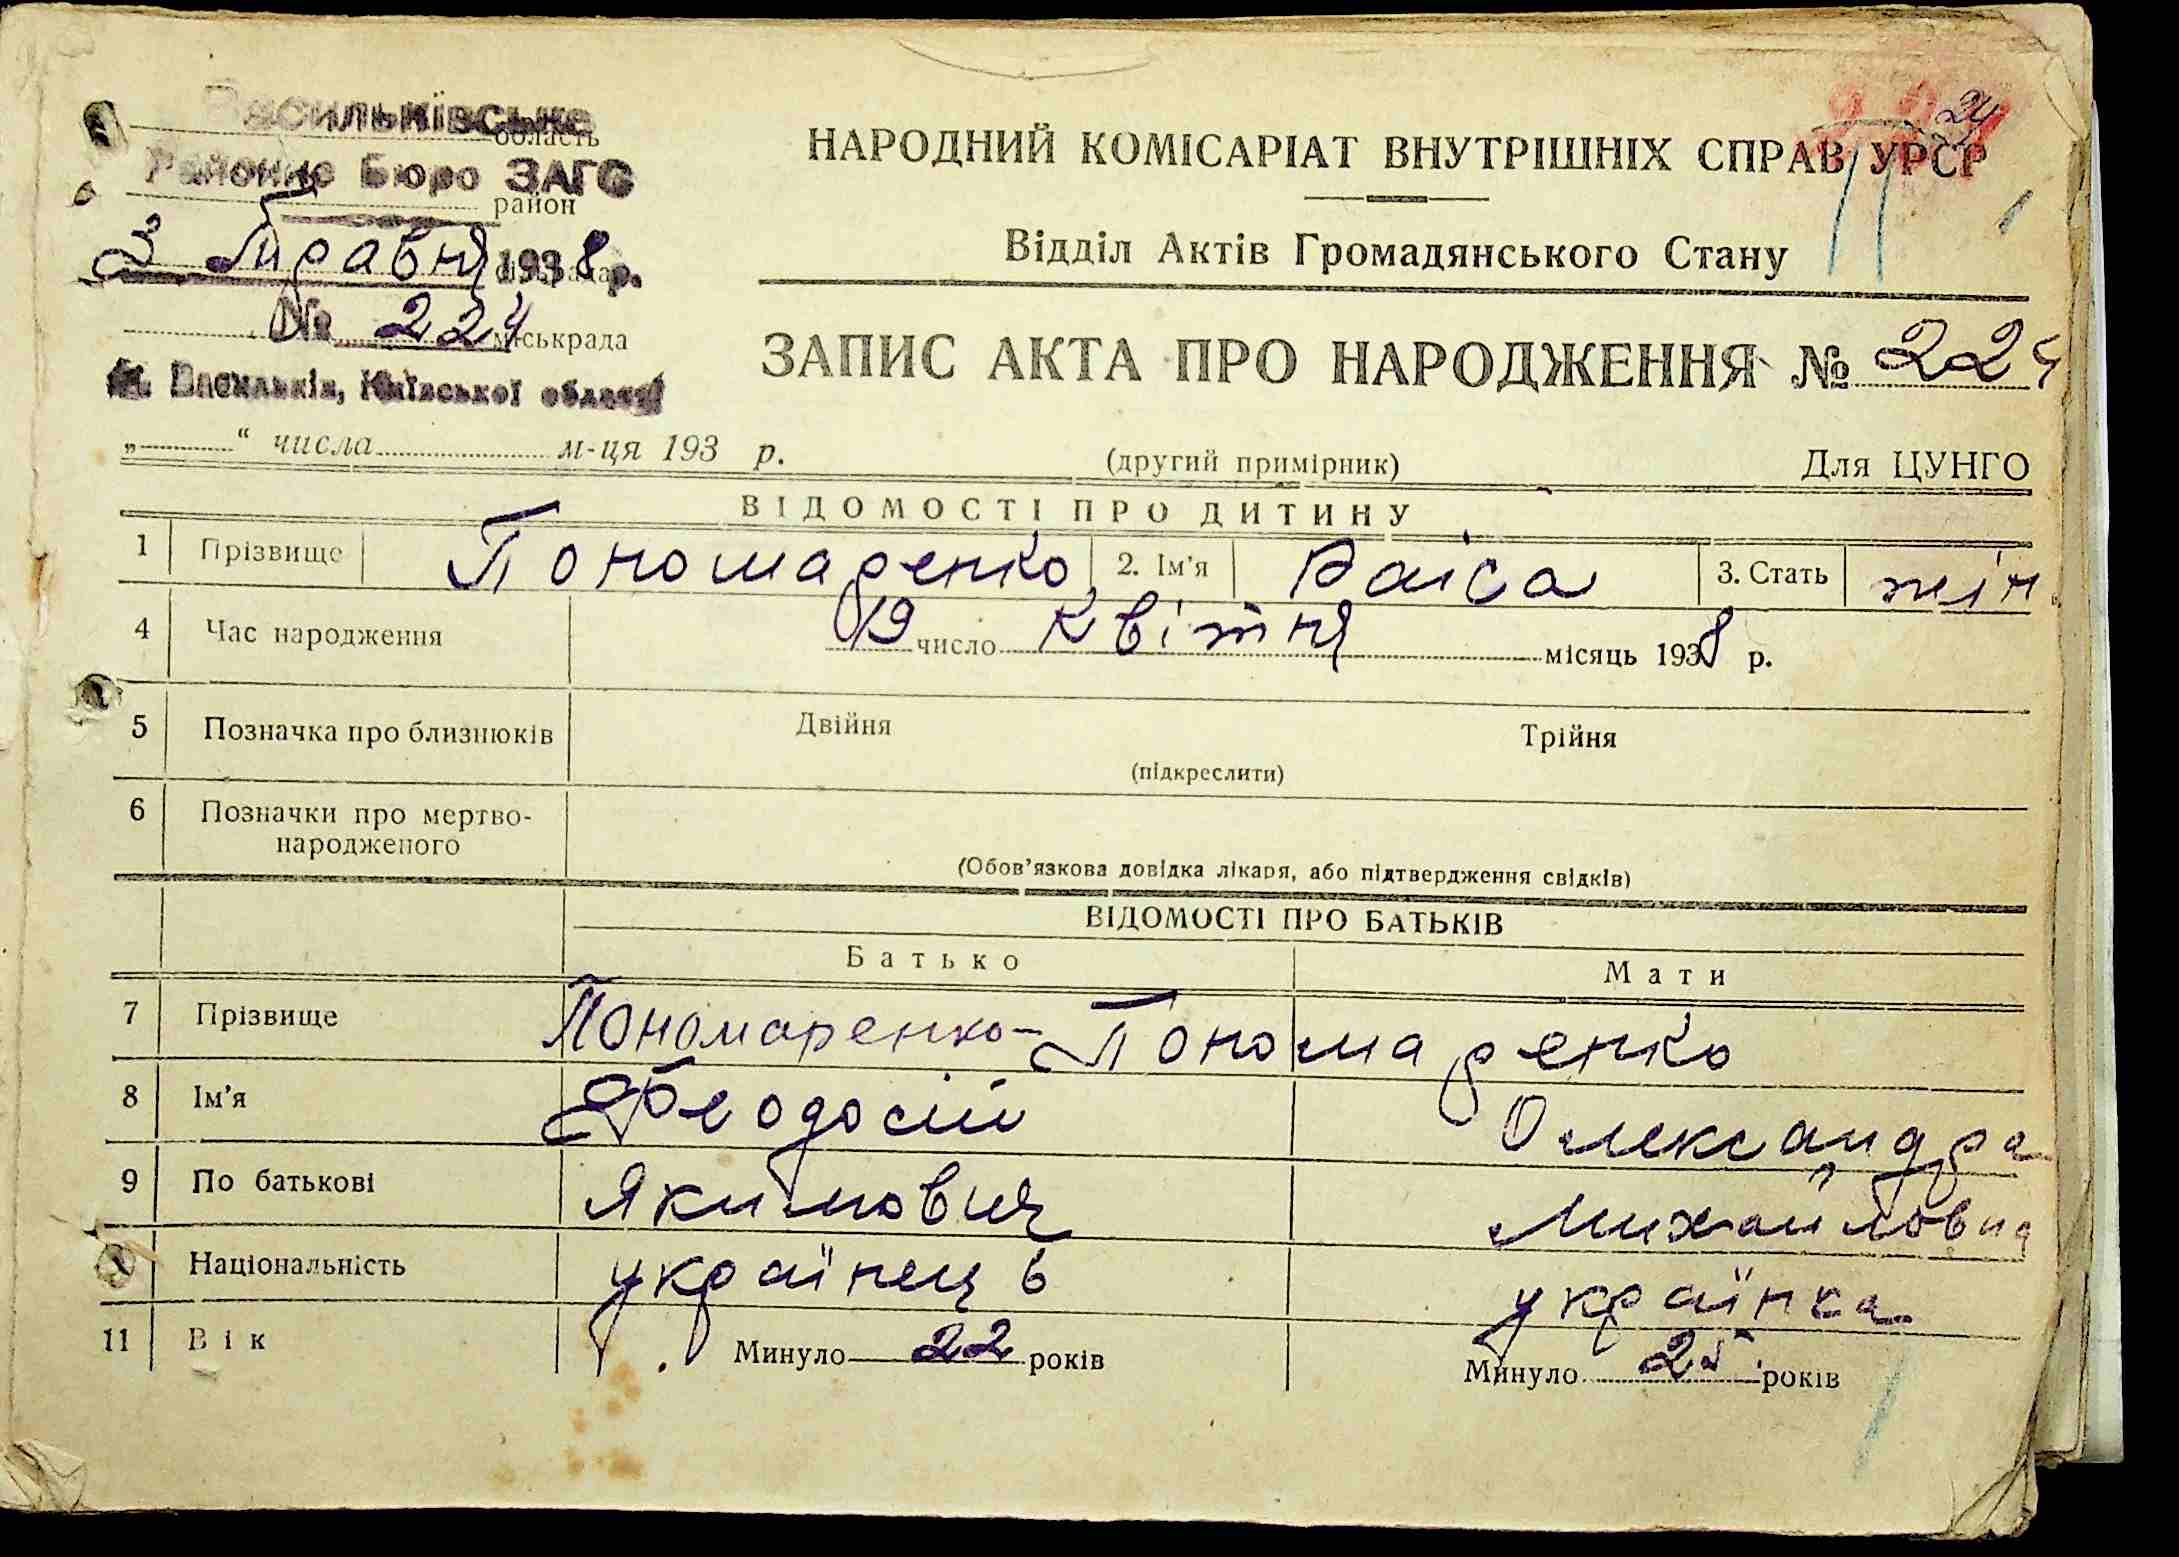 Васильківське
область
Районне Бюро ЗАГС
район
3 Травня 1938 р.
№ 224 міськрада
м. Васильків, Київської області
„ “ числа м-ця 193 р.
24
НАРОДНИЙ КОМІСАРІАТ ВНУТРІШНІХ СПРАВ УРСР
Відділ Актів Громадянського Стану
ЗАПИС АКТА ПРО НАРОДЖЕННЯ № 224
(другий примірник) Для ЦУНГО
ВІДОМОСТІ ПРО ДИТИНУ
1 Прізвище Пономаренко 2. Ім'я Раіса 3. Стать жін.
4 Час народження 19 число Квітня місяць 1938 р.
5 Позначка про близнюків Двійня Трійня
(підкреслити)
6 Позначки про мертво-
народженого
(Обов'язкова довідка лікаря, або підтвердження свідків)
ВІДОМОСТІ ПРО БАТЬКІВ
Батько Мати
7 Прізвище Пономаренко- Пономаренко
8 Ім'я Феодосій Олександра
9 По батькові Якимович Михайловна
Національність українець українка
11 Вік Минуло 22 років Минуло 25 років